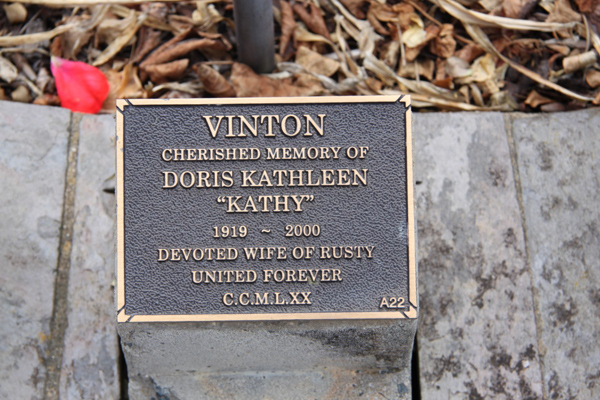 VINTON
CHERISHED MEMORY OF
DORIS KATHLEEN
“KATHY”
1919 ~ 2000
DEVOTED WIFE OF RUSTY
UNITED FOREVER
C.C.M.L.XX
A22